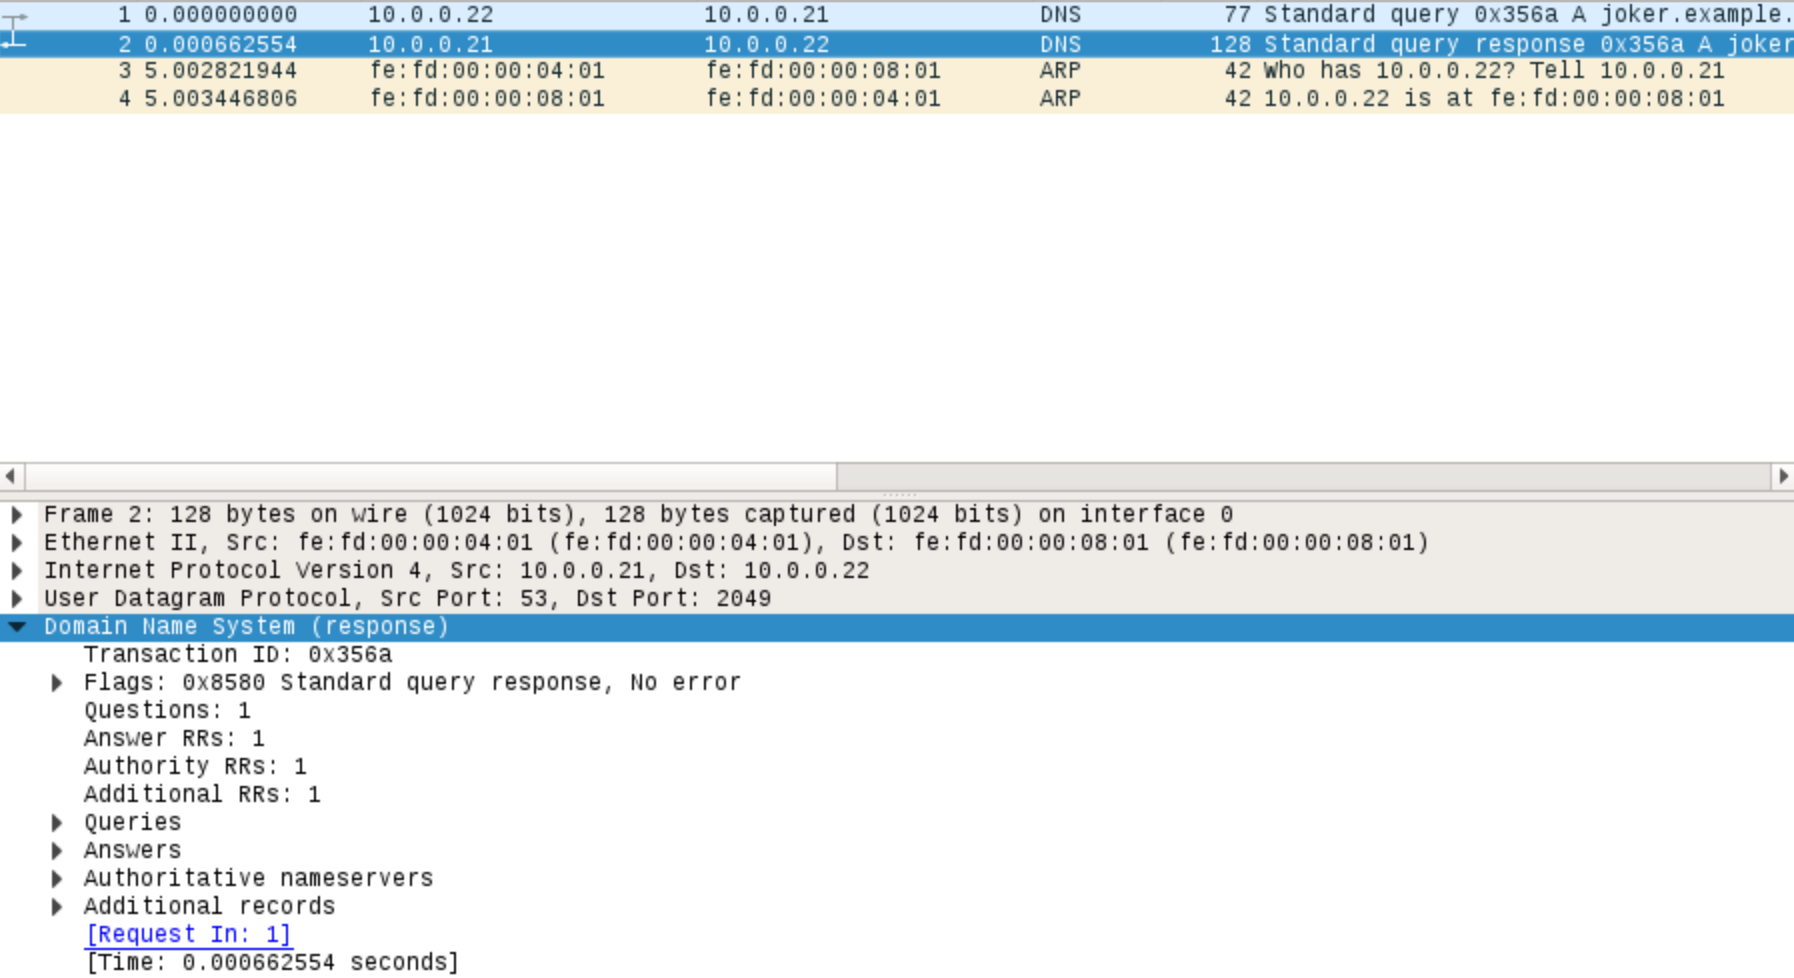 1 0.000000000 10.0.0.22 10.0.0.21 DNS 77 Standard query 0x356a A joker.example.
2 0.000662554 10.0.0.21 10.0.0.22 DNS 128 Standard query response 0x356a A joker
3 5.002821944 fe:fd:00:00:04:01 fe:fd:00:00:08:01 ARP 42 Who has 10.0.0.22? Tell 10.0.0.21
4 5.003446806 fe:fd:00:00:08:01 fe:fd:00:00:04:01 ARP 42 10.0.0.22 is at fe:fd:00:00:08:01
Frame 2: 128 bytes on wire (1024 bits), 128 bytes captured (1024 bits) on interface 0
Ethernet II, Src: fe:fd:00:00:04:01 (fe:fd:00:00:04:01), Dst: fe:fd:00:00:08:01 (fe:fd:00:00:08:01)
Internet Protocol Version 4, Src: 10.0.0.21, Dst: 10.0.0.22
User Datagram Protocol, Src Port: 53, Dst Port: 2049
Domain Name System (response)
Transaction ID: 0x356a
Flags: 0x8580 Standard query response, No error
Questions: 1
Answer RRs: 1
Authority RRs: 1
Additional RRs: 1
Queries
Answers
Authoritative nameservers
Additional records
[Request In: 1]
[Time: 0.000662554 seconds]